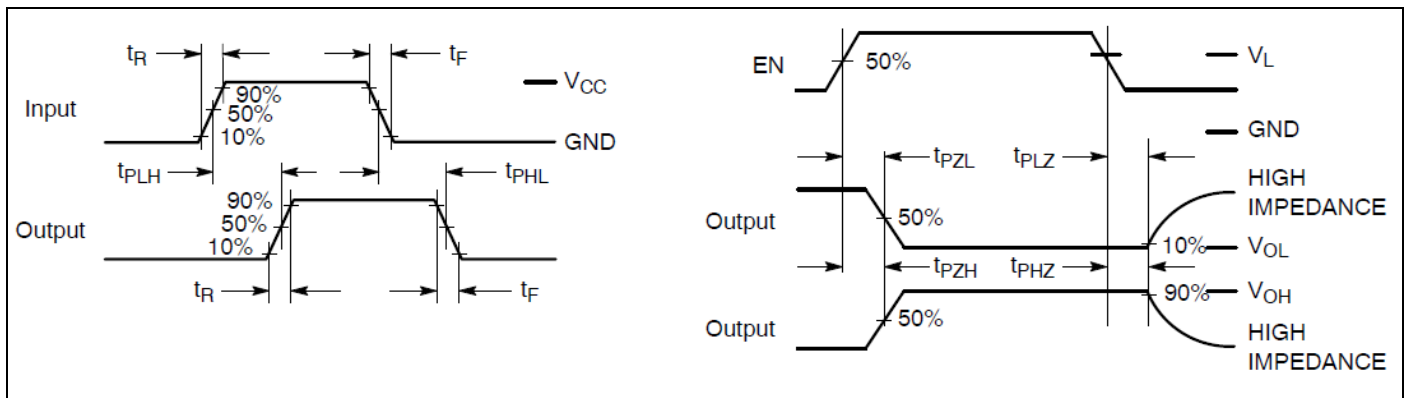 tR
tF
VCC
Input
90%
50%
10%
GND
tPLH
tPHL
Output
90%
50%
10%
tR
tF
EN
50%
VL
GND
tPZL
tPLZ
HIGH
IMPEDANCE
Output
50%
10%
VOL
tPZH
tPHZ
90%
VOH
Output
50%
HIGH
IMPEDANCE